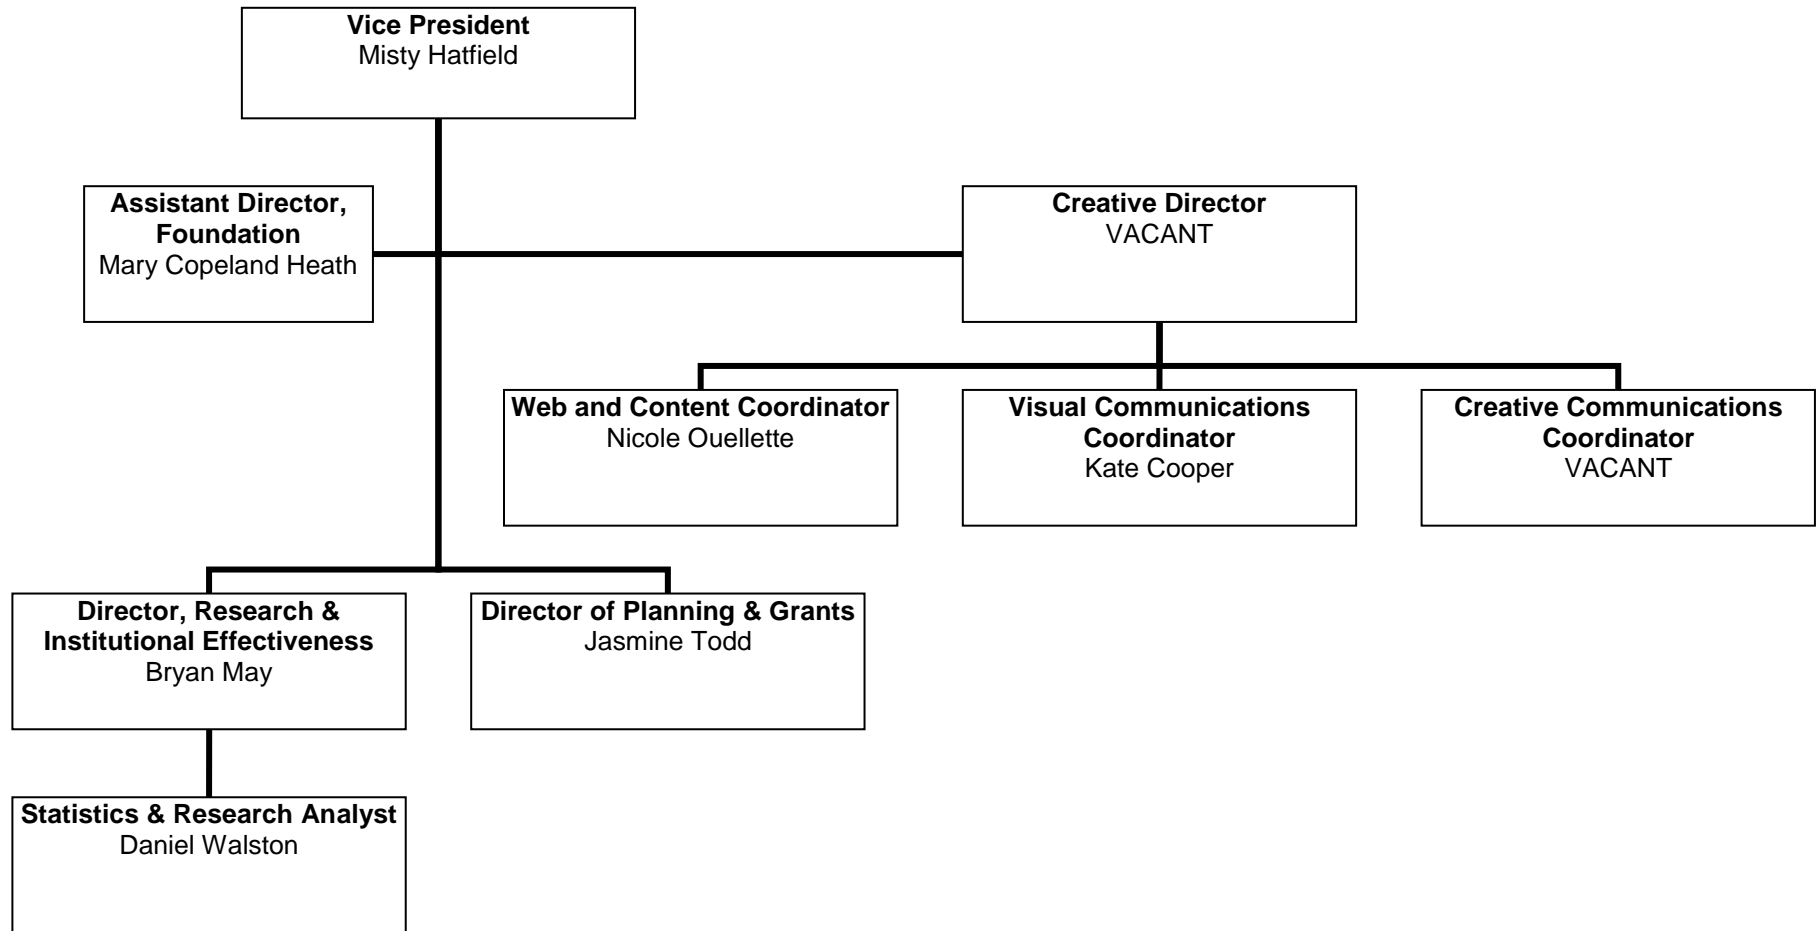 Vice President
Misty Hatfield
Assistant Director,
Foundation
Mary Copeland Heath
Creative Director
VACANT
Web and Content Coordinator
Nicole Ouellette
Visual Communications
Coordinator
Kate Cooper
Creative Communications
Coordinator
VACANT
Director, Research &
Institutional Effectiveness
Bryan May
Director of Planning & Grants
Jasmine Todd
Statistics & Research Analyst
Daniel Walston